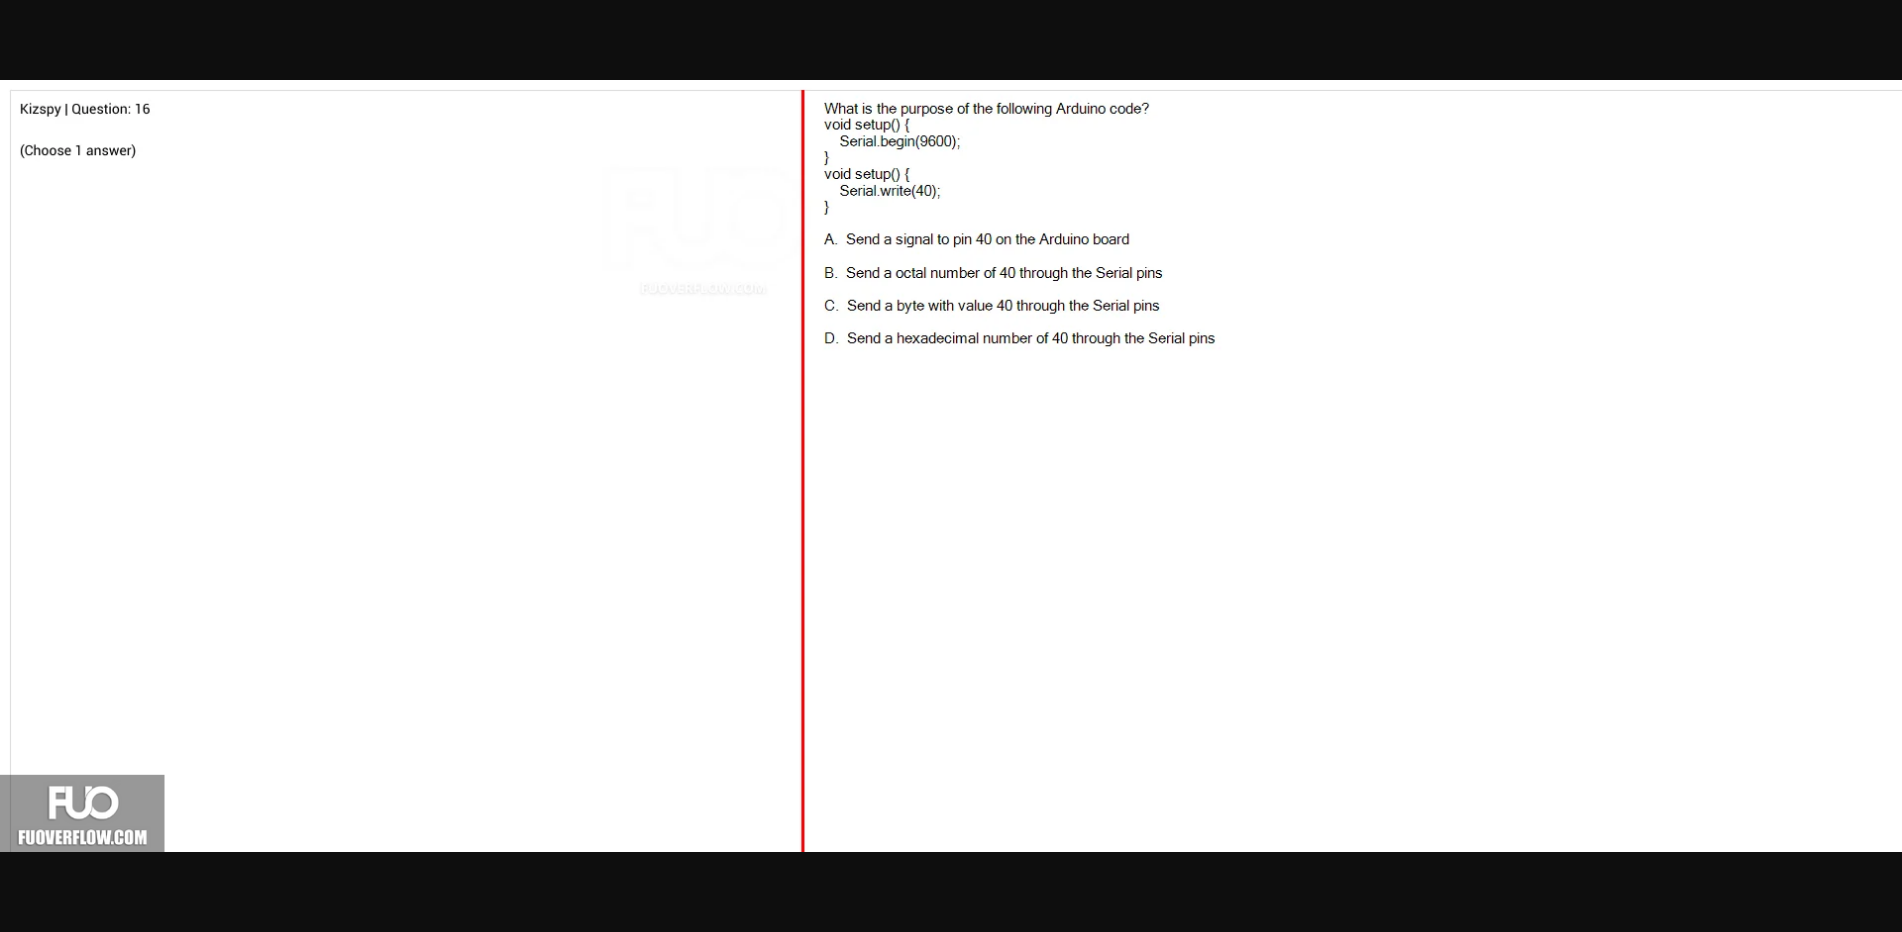 Kizspy | Question: 16
(Choose 1 answer)
FUO
FUOVERFLOW.COM
What is the purpose of the following Arduino code?
void setup() {
Serial.begin(9600);
}
void setup() {
Serial.write(40);
}
A. Send a signal to pin 40 on the Arduino board
B. Send a octal number of 40 through the Serial pins
C. Send a byte with value 40 through the Serial pins
D. Send a hexadecimal number of 40 through the Serial pins
FUO
FUOVERFLOW.COM